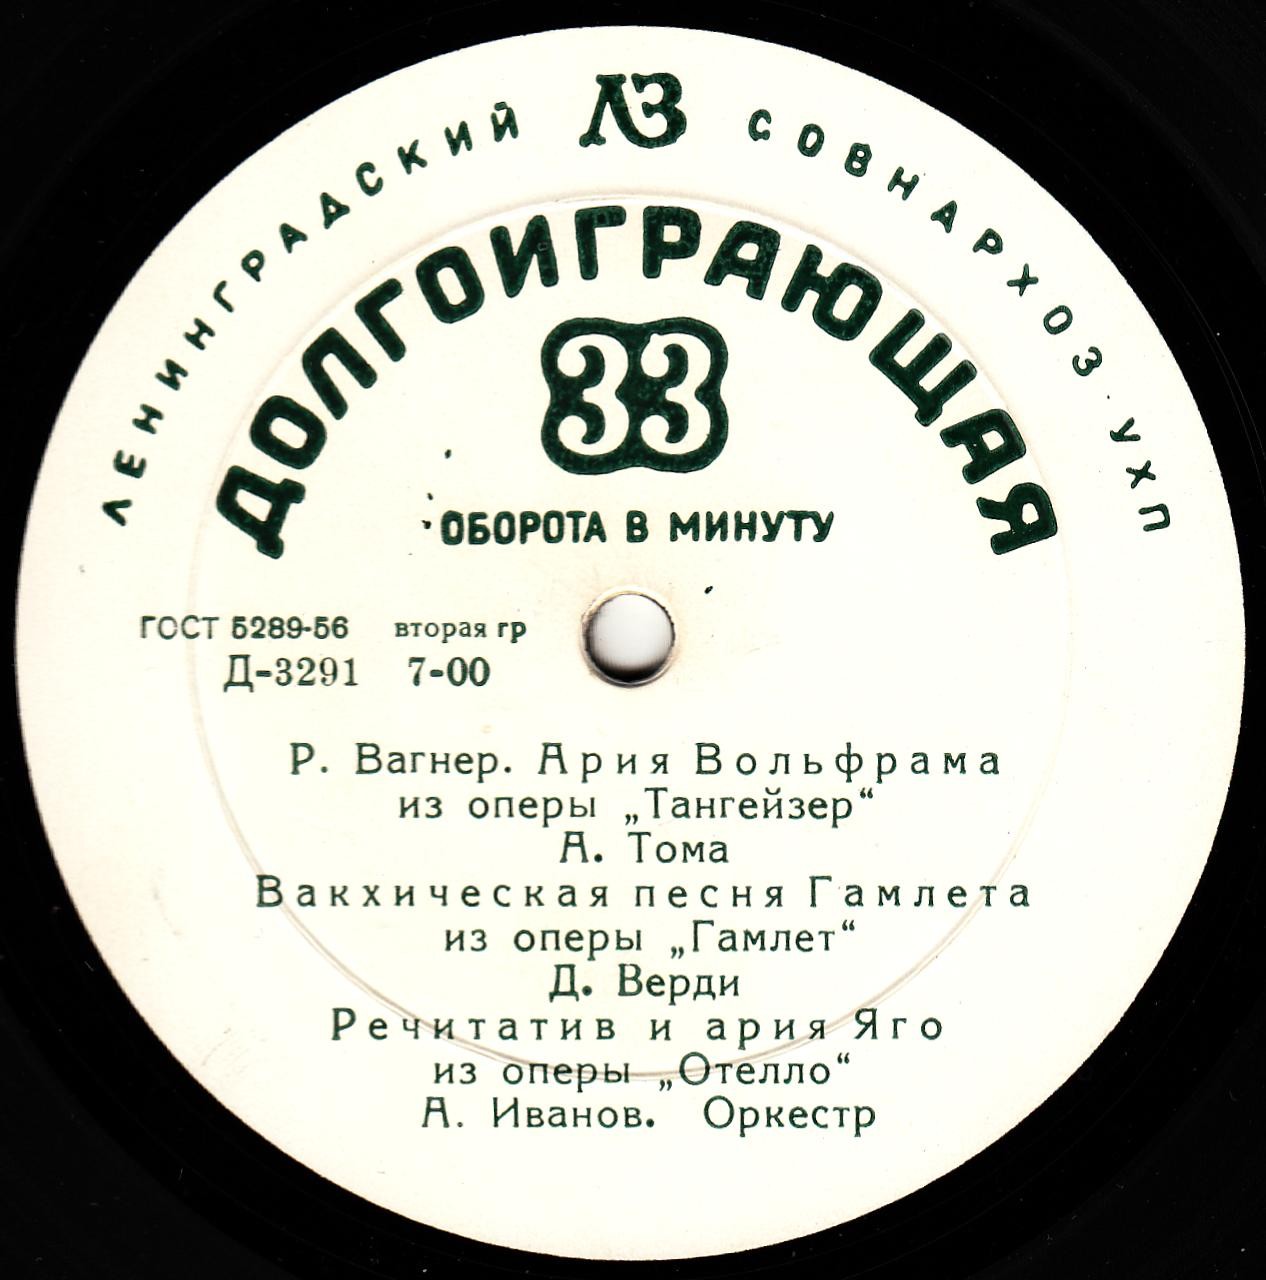 ЛЕНИНГРАДСКИЙ ЛЗ СОВНАРХОЗ · УХП
ДОЛГОИГРАЮЩАЯ
33
ОБОРОТА В МИНУТУ
ГОСТ 5289-56 вторая гр
Д-3291 7-00
Р. Вагнер. Ария Вольфрама
из оперы „Тангейзер“
А. Тома
Вакхическая песня Гамлета
из оперы „Гамлет“
Д. Верди
Речитатив и ария Яго
из оперы „Отелло“
А. Иванов. Оркестр